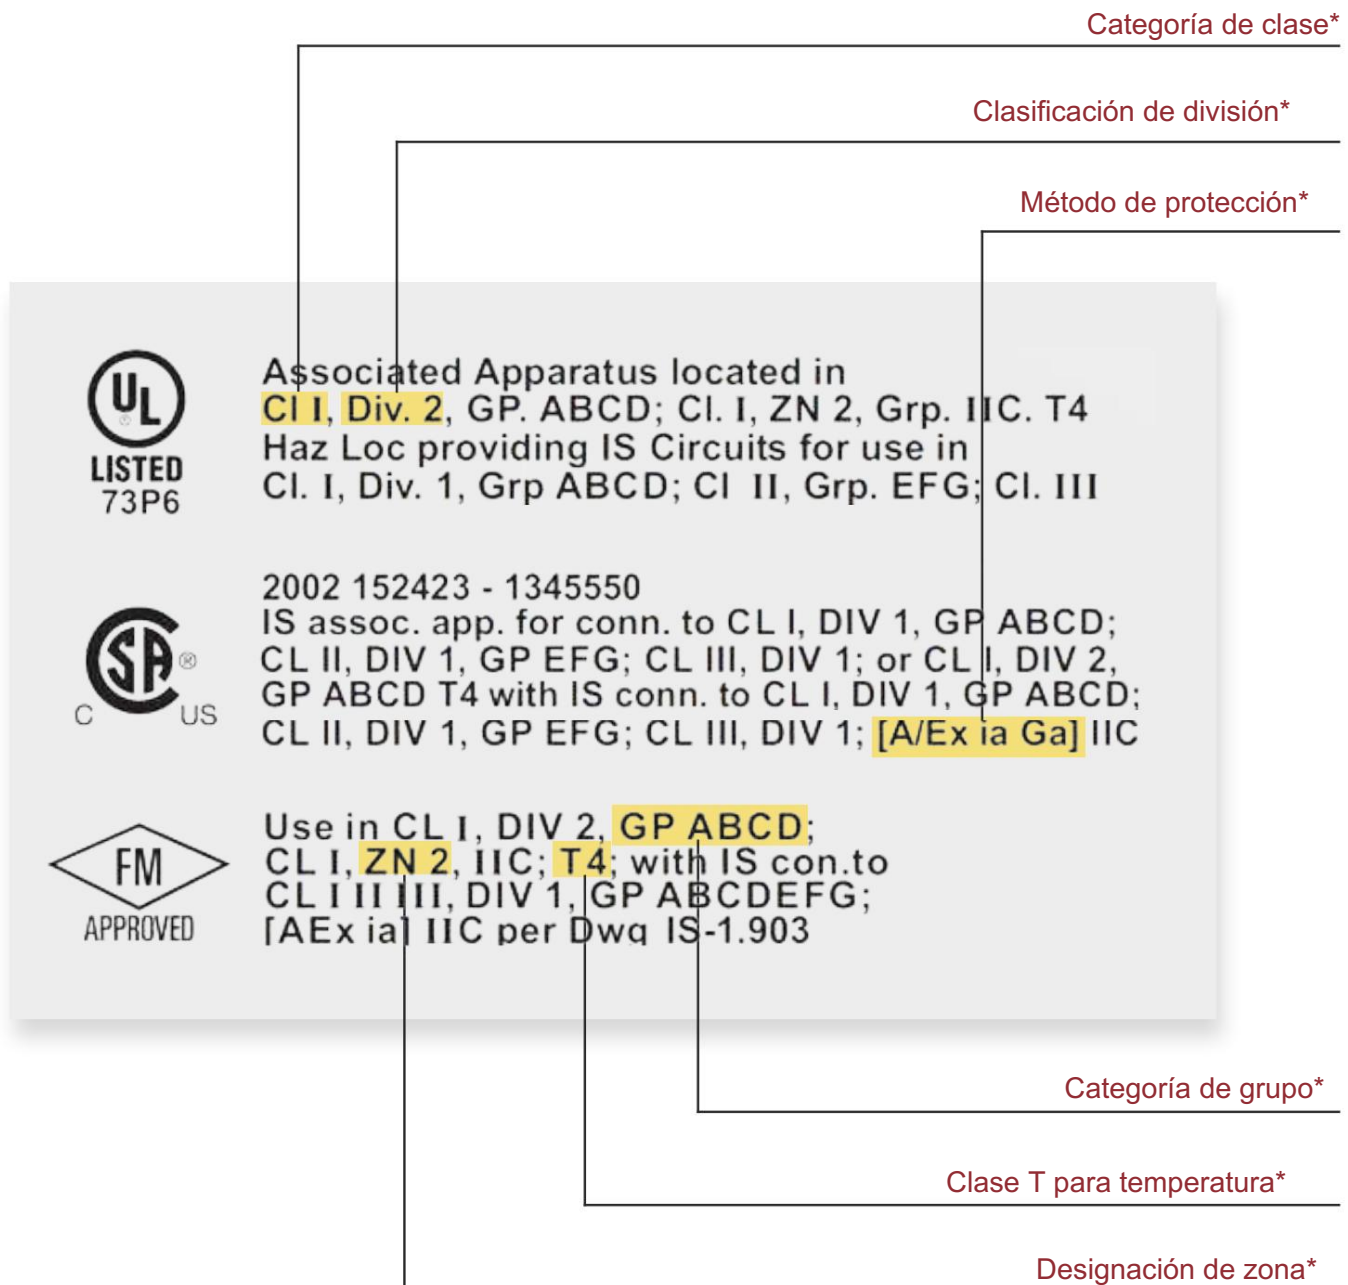 Categoría de clase*
Clasificación de división*
Método de protección*
UL
LISTED
73P6
Associated Apparatus located in
Cl I, Div. 2, GP. ABCD; Cl. I, ZN 2, Grp. IIC. T4
Haz Loc providing IS Circuits for use in
Cl. I, Div. 1, Grp ABCD; Cl II, Grp. EFG; Cl. III
SA ®
C US
2002 152423 - 1345550
IS assoc. app. for conn. to CL I, DIV 1, GP ABCD;
CL II, DIV 1, GP EFG; CL III, DIV 1; or CL I, DIV 2,
GP ABCD T4 with IS conn. to CL I, DIV 1, GP ABCD;
CL II, DIV 1, GP EFG; CL III, DIV 1; [A/Ex ia Ga] IIC
FM
APPROVED
Use in CL I, DIV 2, GP ABCD;
CL I, ZN 2, IIC; T4; with IS con.to
CL I II III, DIV 1, GP ABCDEFG;
[AEx ia] IIC per Dwg IS-1.903
Categoría de grupo*
Clase T para temperatura*
Designación de zona*